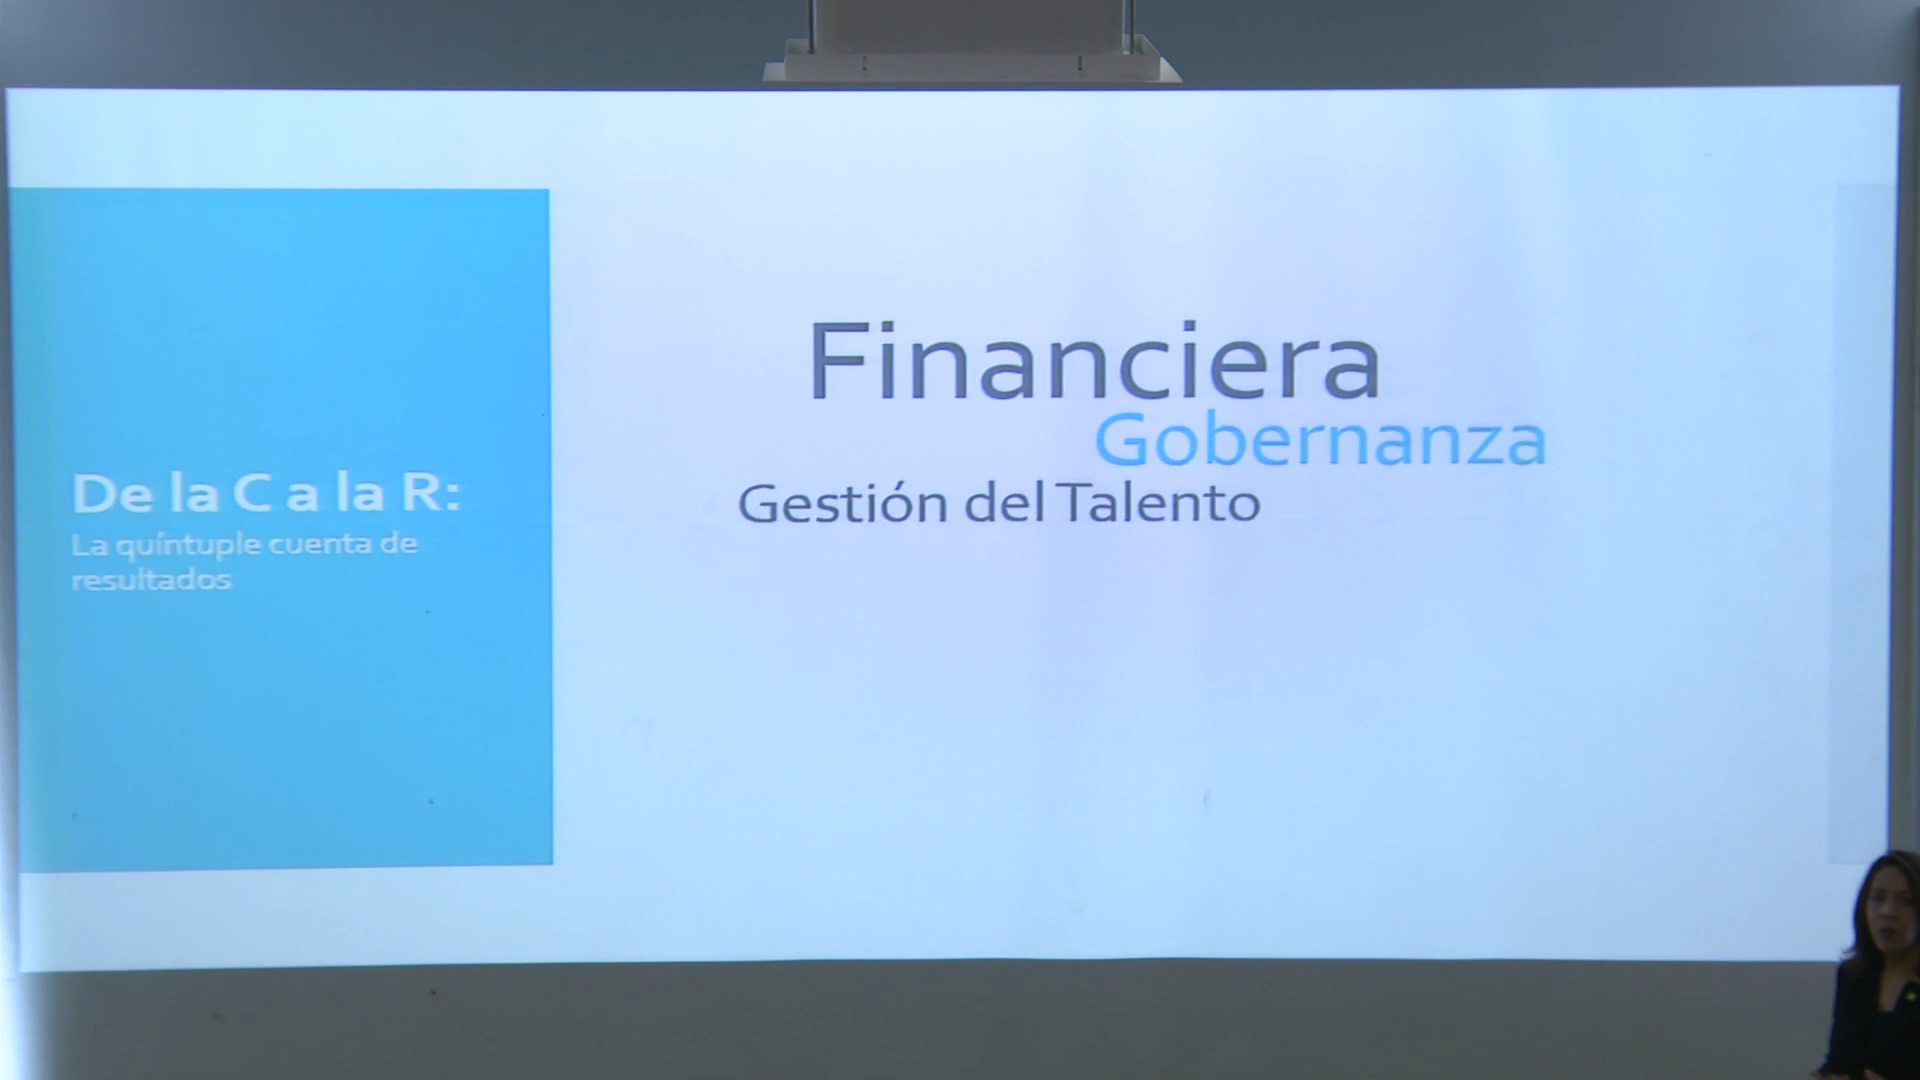 De la C a la R:
La quíntuple cuenta de
resultados
Financiera
Gobernanza
Gestión del Talento